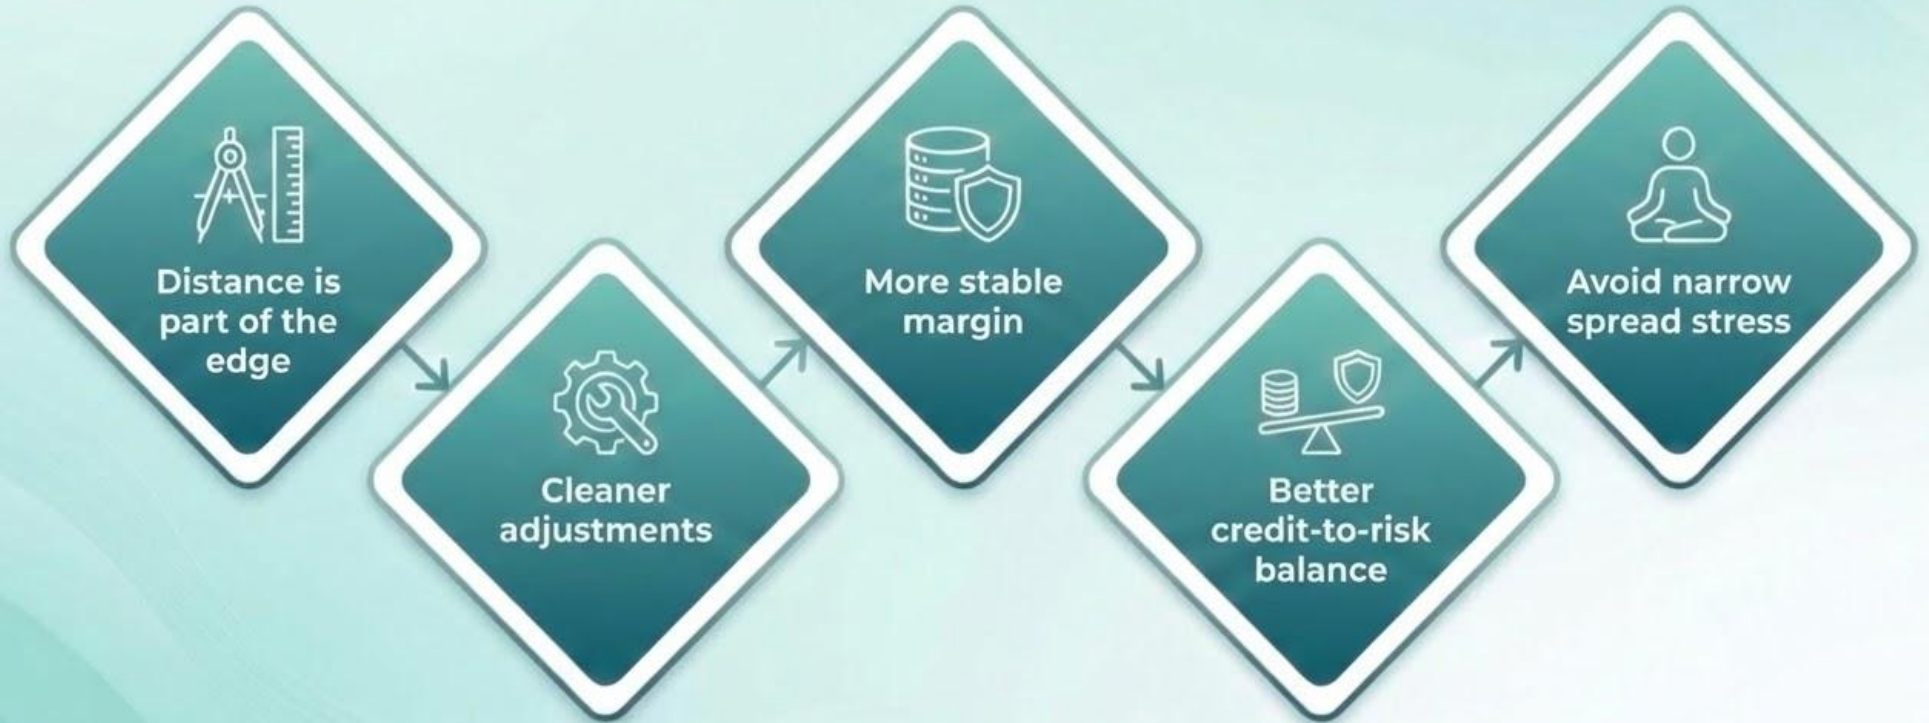 Distance is
part of the
edge
Cleaner
adjustments
More stable
margin
Better
credit-to-risk
balance
Avoid narrow
spread stress